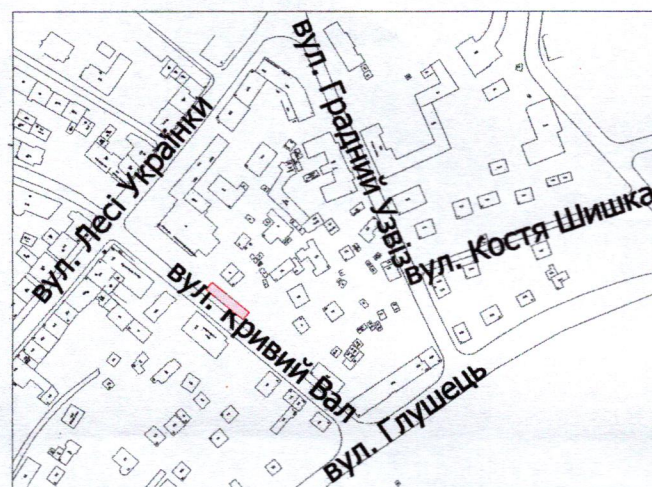 вул. Градний Узвіз
вул. Лесі Українки
вул. Костя Шишка
вул. Кривий Вал
вул. Глушець